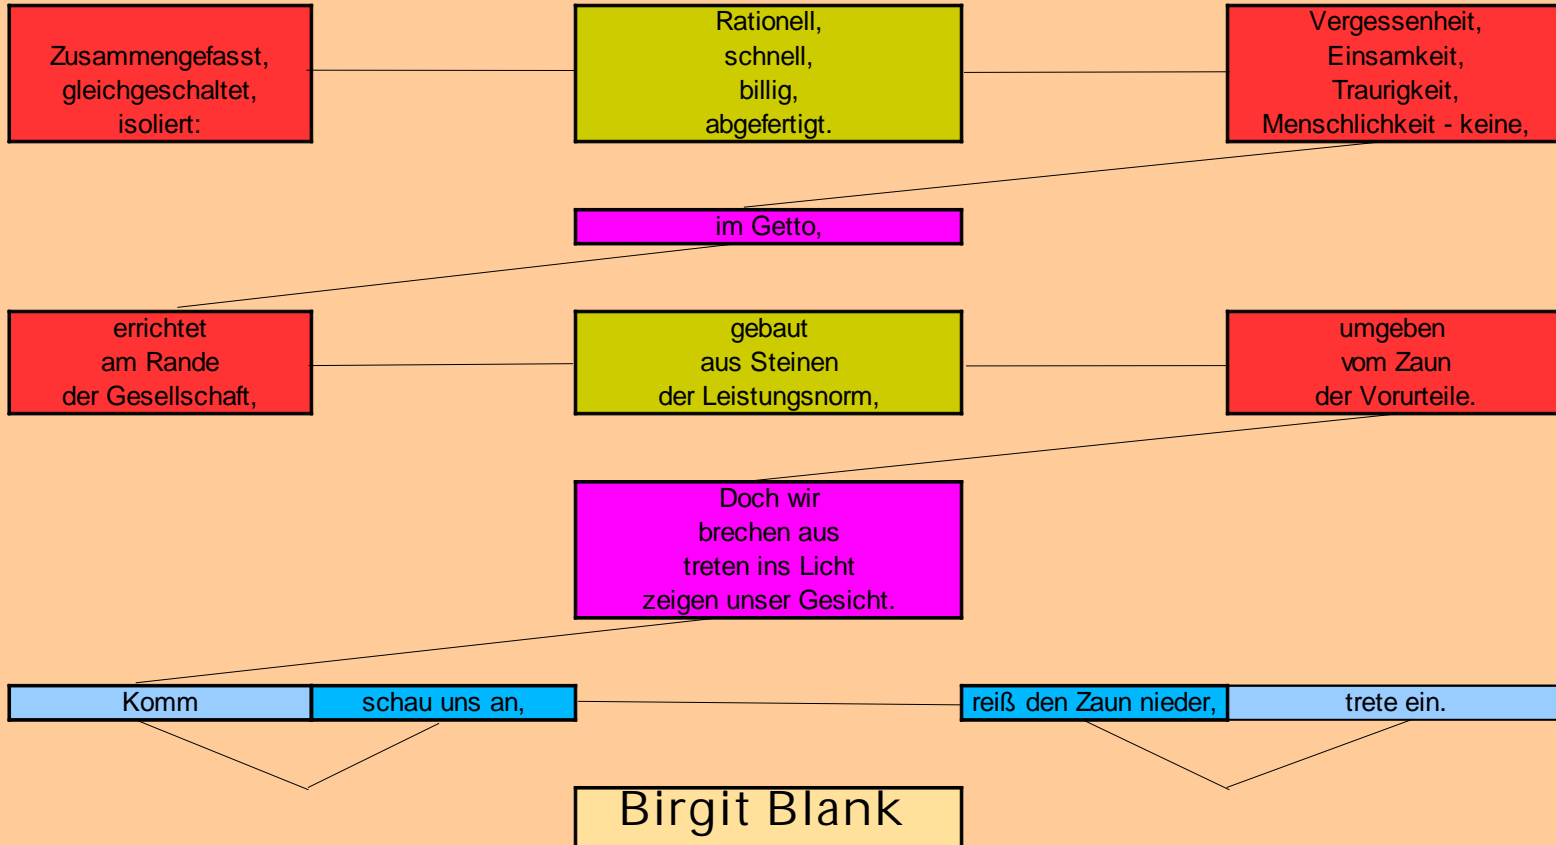 Zusammengefasst,
gleichgeschaltet,
isoliert:
Rationell,
schnell,
billig,
abgefertigt.
Vergessenheit,
Einsamkeit,
Traurigkeit,
Menschlichkeit - keine,
im Getto,
errichtet
am Rande
der Gesellschaft,
gebaut
aus Steinen
der Leistungsnorm,
umgeben
vom Zaun
der Vorurteile.
Doch wir
brechen aus
treten ins Licht
zeigen unser Gesicht.
Komm
schau uns an,
reiß den Zaun nieder,
trete ein.
Birgit Blank